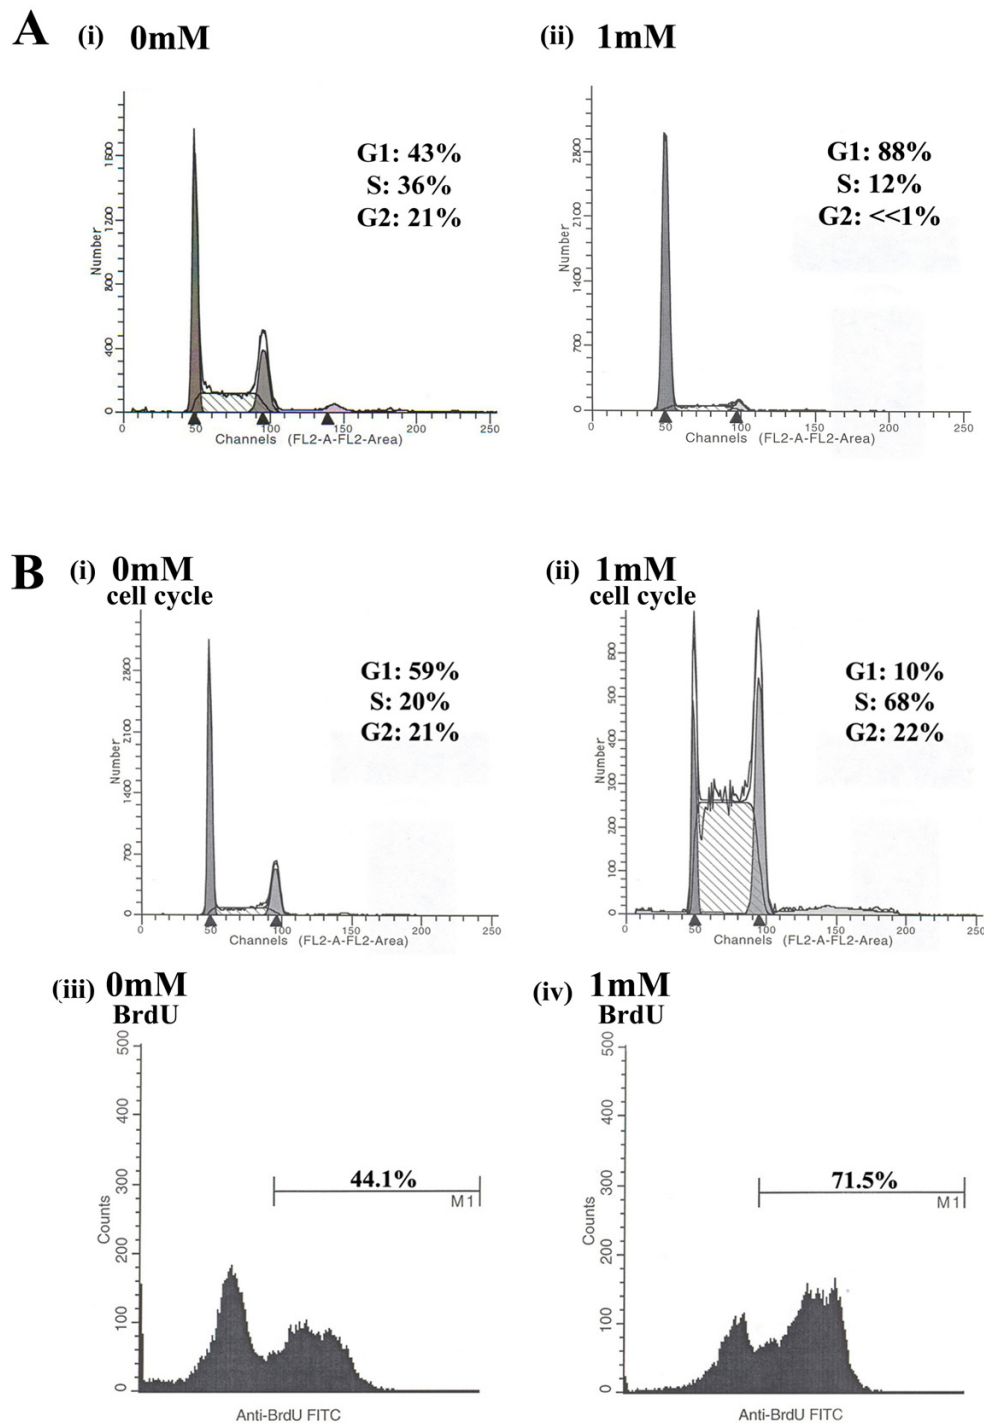 A (i) 0mM (ii) 1mM
G1: 43%
S: 36%
G2: 21%
Number
1600
1200
800
400
0
0 50 100 150 200 250
Channels (FL2-A-FL2-Area)
G1: 88%
S: 12%
G2: <<1%
Number
2800
2100
1400
700
0
0 50 100 150 200 250
Channels (FL2-A-FL2-Area)
B (i) 0mM
cell cycle
G1: 59%
S: 20%
G2: 21%
Number
2800
2100
1400
700
0
0 50 100 150 200 250
Channels (FL2-A-FL2-Area)
(ii) 1mM
cell cycle
G1: 10%
S: 68%
G2: 22%
Number
600
500
400
300
200
100
0
0 50 100 150 200 250
Channels (FL2-A-FL2-Area)
(iii) 0mM
BrdU
500
400
300
200
100
0
Counts
44.1%
M1
Anti-BrdU FITC
(iv) 1mM
BrdU
500
400
300
200
100
0
Counts
71.5%
M1
Anti-BrdU FITC